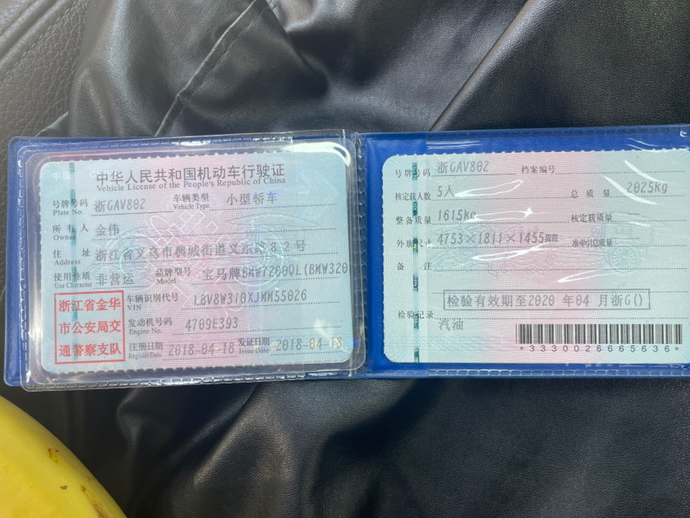 中华人民共和国机动车行驶证
Vehicle License of the People's Republic of China
号牌号码 浙GAV802 车辆类型 小型轿车
Plate No. Vehicle Type
所有人 金伟
Owner
住址 浙江省义乌市稠城街道义东路82号
Address
使用性质 非营运 品牌型号 宝马牌BMW7200QL(BMW320
Use Character Model
浙江省金华
市公安局交
通警察支队
车辆识别代号
VIN
发动机号码 4709E393
Engine No.
注册日期 2018-04-18 发证日期 2018-04-18
Register Date Issue Date
号牌号码 浙GAV802 档案编号
核定载人数 5人 总质量 2025kg
整备质量 1615kg 核定载质量
外廓尺寸 4753×1811×1455 准牵引总质量
备注
检验有效期至2020年04月浙G()
检验记录
汽油
*3330026665636*